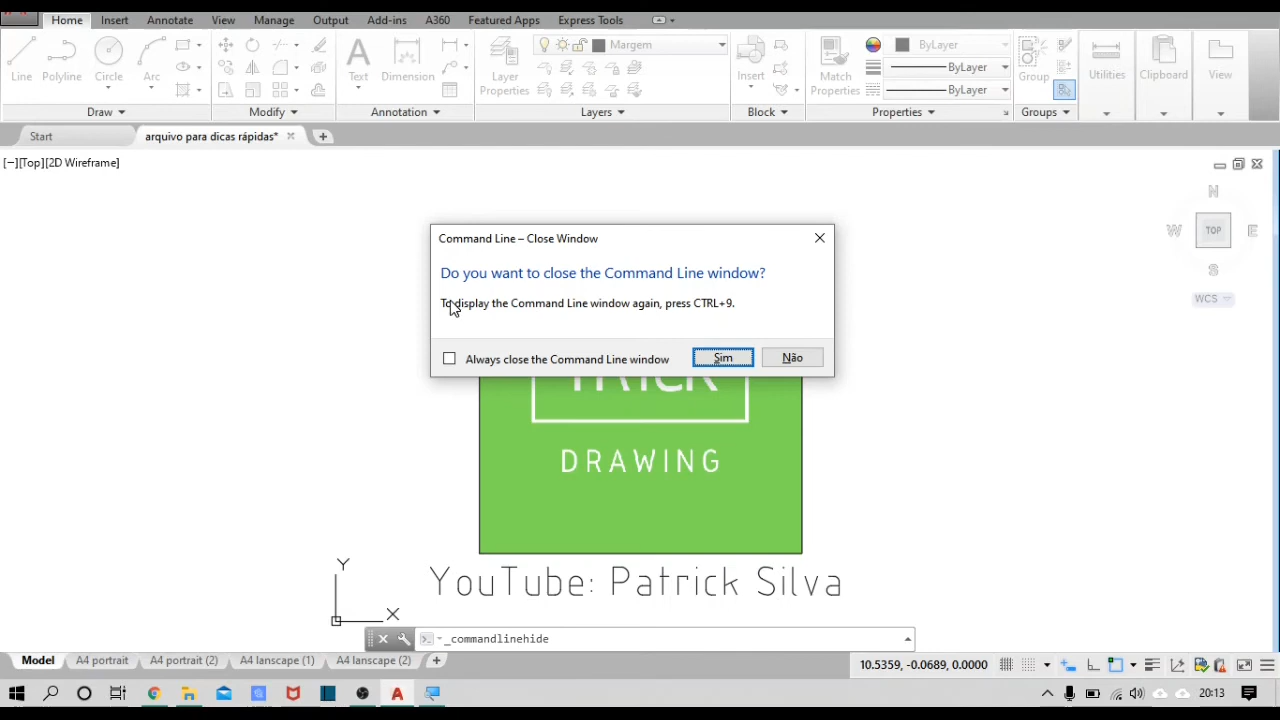 Home Insert Annotate View Manage Output Add-ins A360 Featured Apps Express Tools
Line Polyline Circle Arc
Text Dimension
Layer
Properties
Margem
Insert
Match
Properties
ByLayer
ByLayer
ByLayer
Group
Utilities
Clipboard
View
Draw Modify Annotation Layers Block Properties Groups
Start arquivo para dicas rápidas*
[−][Top][2D Wireframe]
N
W TOP E
S
WCS
Command Line – Close Window
Do you want to close the Command Line window?
To display the Command Line window again, press CTRL+9.
Always close the Command Line window Sim Não
TRICK
DRAWING
YouTube: Patrick Silva
Y
X
_commandlinehide
Model A4 portrait A4 portrait (2) A4 lanscape (1) A4 lanscape (2)
10.5359, -0.0689, 0.0000
20:13